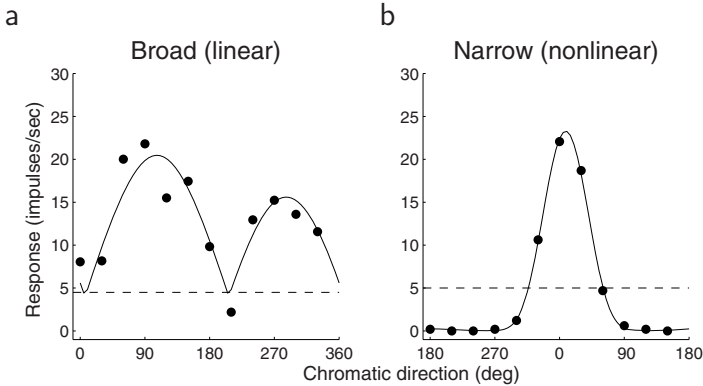 a
Broad (linear)
Response (impulses/sec)
30
25
20
15
10
5
0
0 90 180 270 360
b
Narrow (nonlinear)
30
25
20
15
10
5
0
180 270 0 90 180
Chromatic direction (deg)